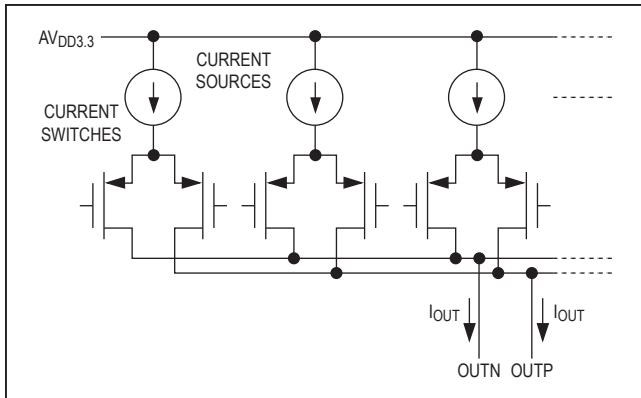 AVDD3.3
CURRENT
SOURCES
CURRENT
SWITCHES
IOUT
IOUT
OUTN OUTP